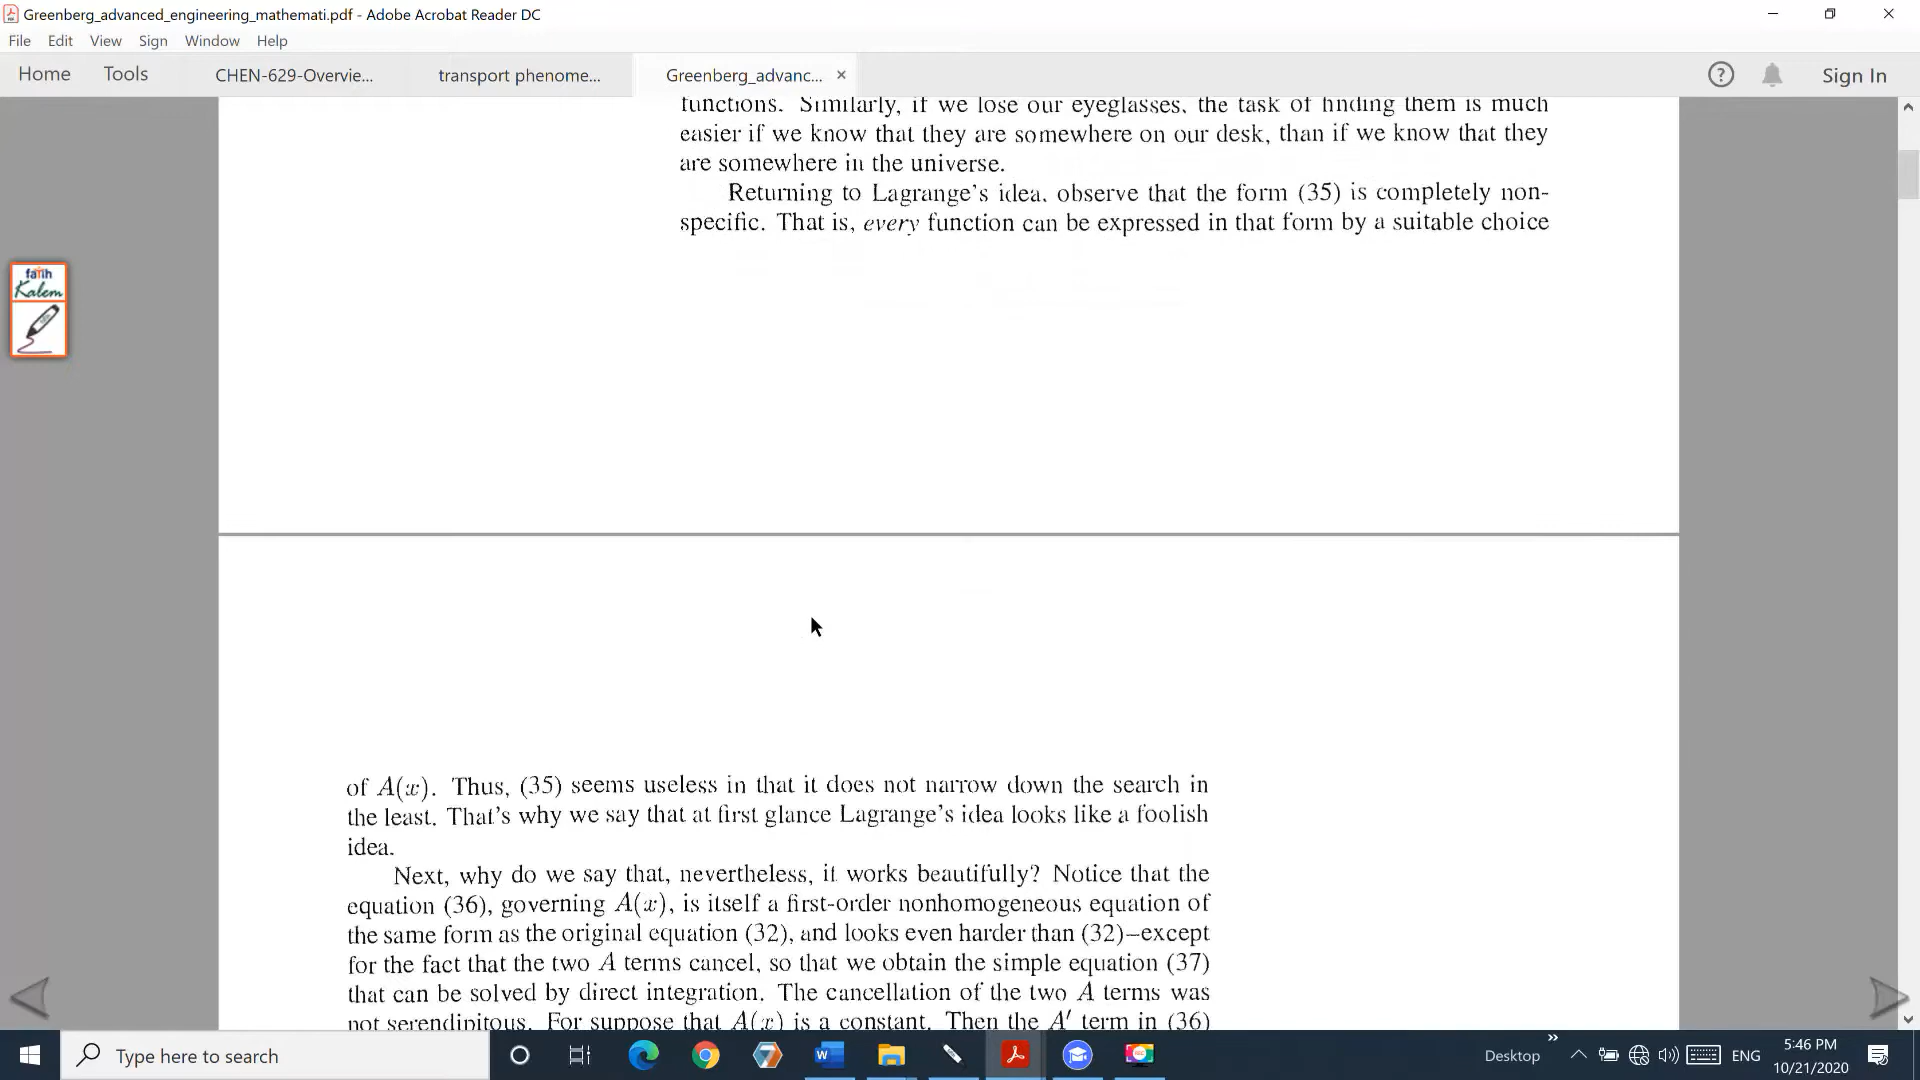 Greenberg_advanced_engineering_mathemati.pdf - Adobe Acrobat Reader DC
File Edit View Sign Window Help
Home Tools CHEN-629-Overvie... transport phenome... Greenberg_advanc... × Sign In
functions. Similarly, if we lose our eyeglasses, the task of finding them is much
easier if we know that they are somewhere on our desk, than if we know that they
are somewhere in the universe.
Returning to Lagrange's idea, observe that the form (35) is completely non-
specific. That is, every function can be expressed in that form by a suitable choice
fatih
Kalem
of A(x). Thus, (35) seems useless in that it does not narrow down the search in
the least. That's why we say that at first glance Lagrange's idea looks like a foolish
idea.
Next, why do we say that, nevertheless, it works beautifully? Notice that the
equation (36), governing A(x), is itself a first-order nonhomogeneous equation of
the same form as the original equation (32), and looks even harder than (32)–except
for the fact that the two A terms cancel, so that we obtain the simple equation (37)
that can be solved by direct integration. The cancellation of the two A terms was
not serendipitous. For suppose that A(x) is a constant. Then the A′ term in (36)
Type here to search
Desktop » ENG
5:46 PM
10/21/2020